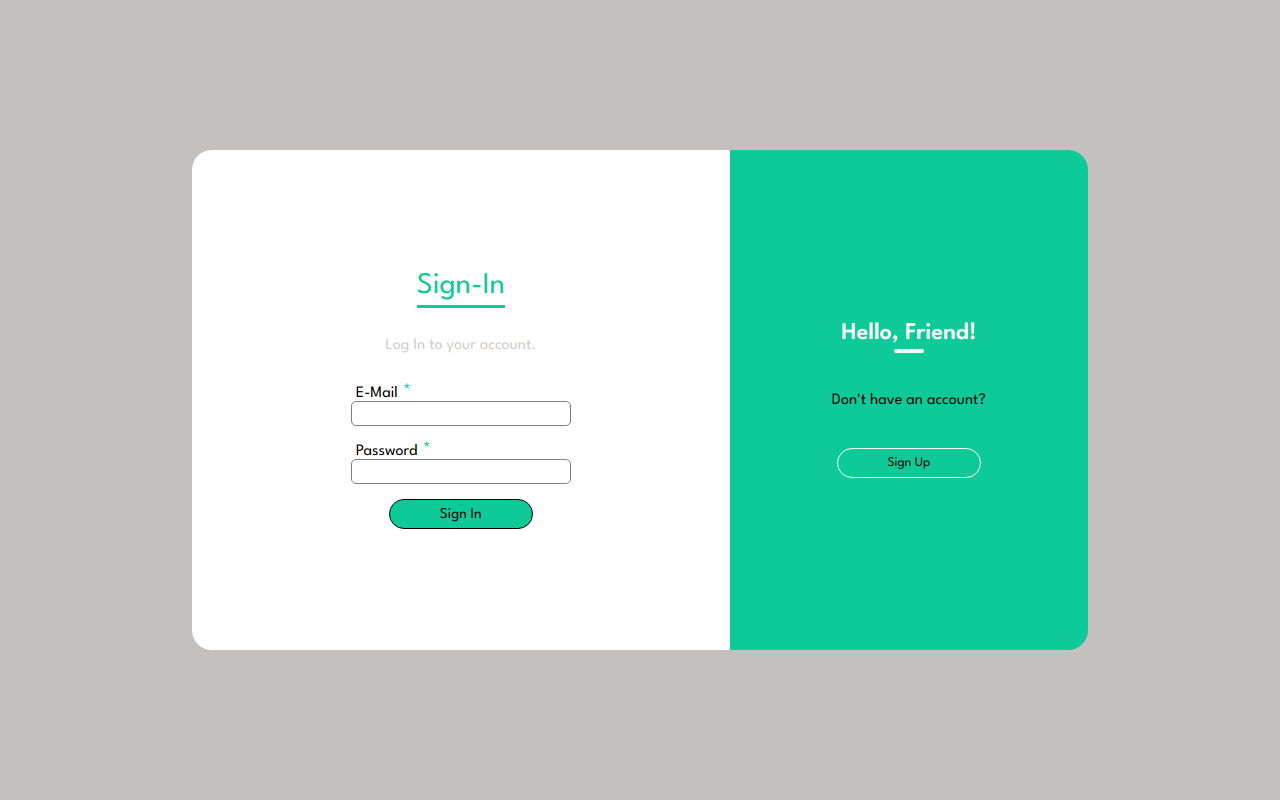 Sign-In
Log In to your account.
E-Mail *
Password *
Sign In
Hello, Friend!
Don't have an account?
Sign Up